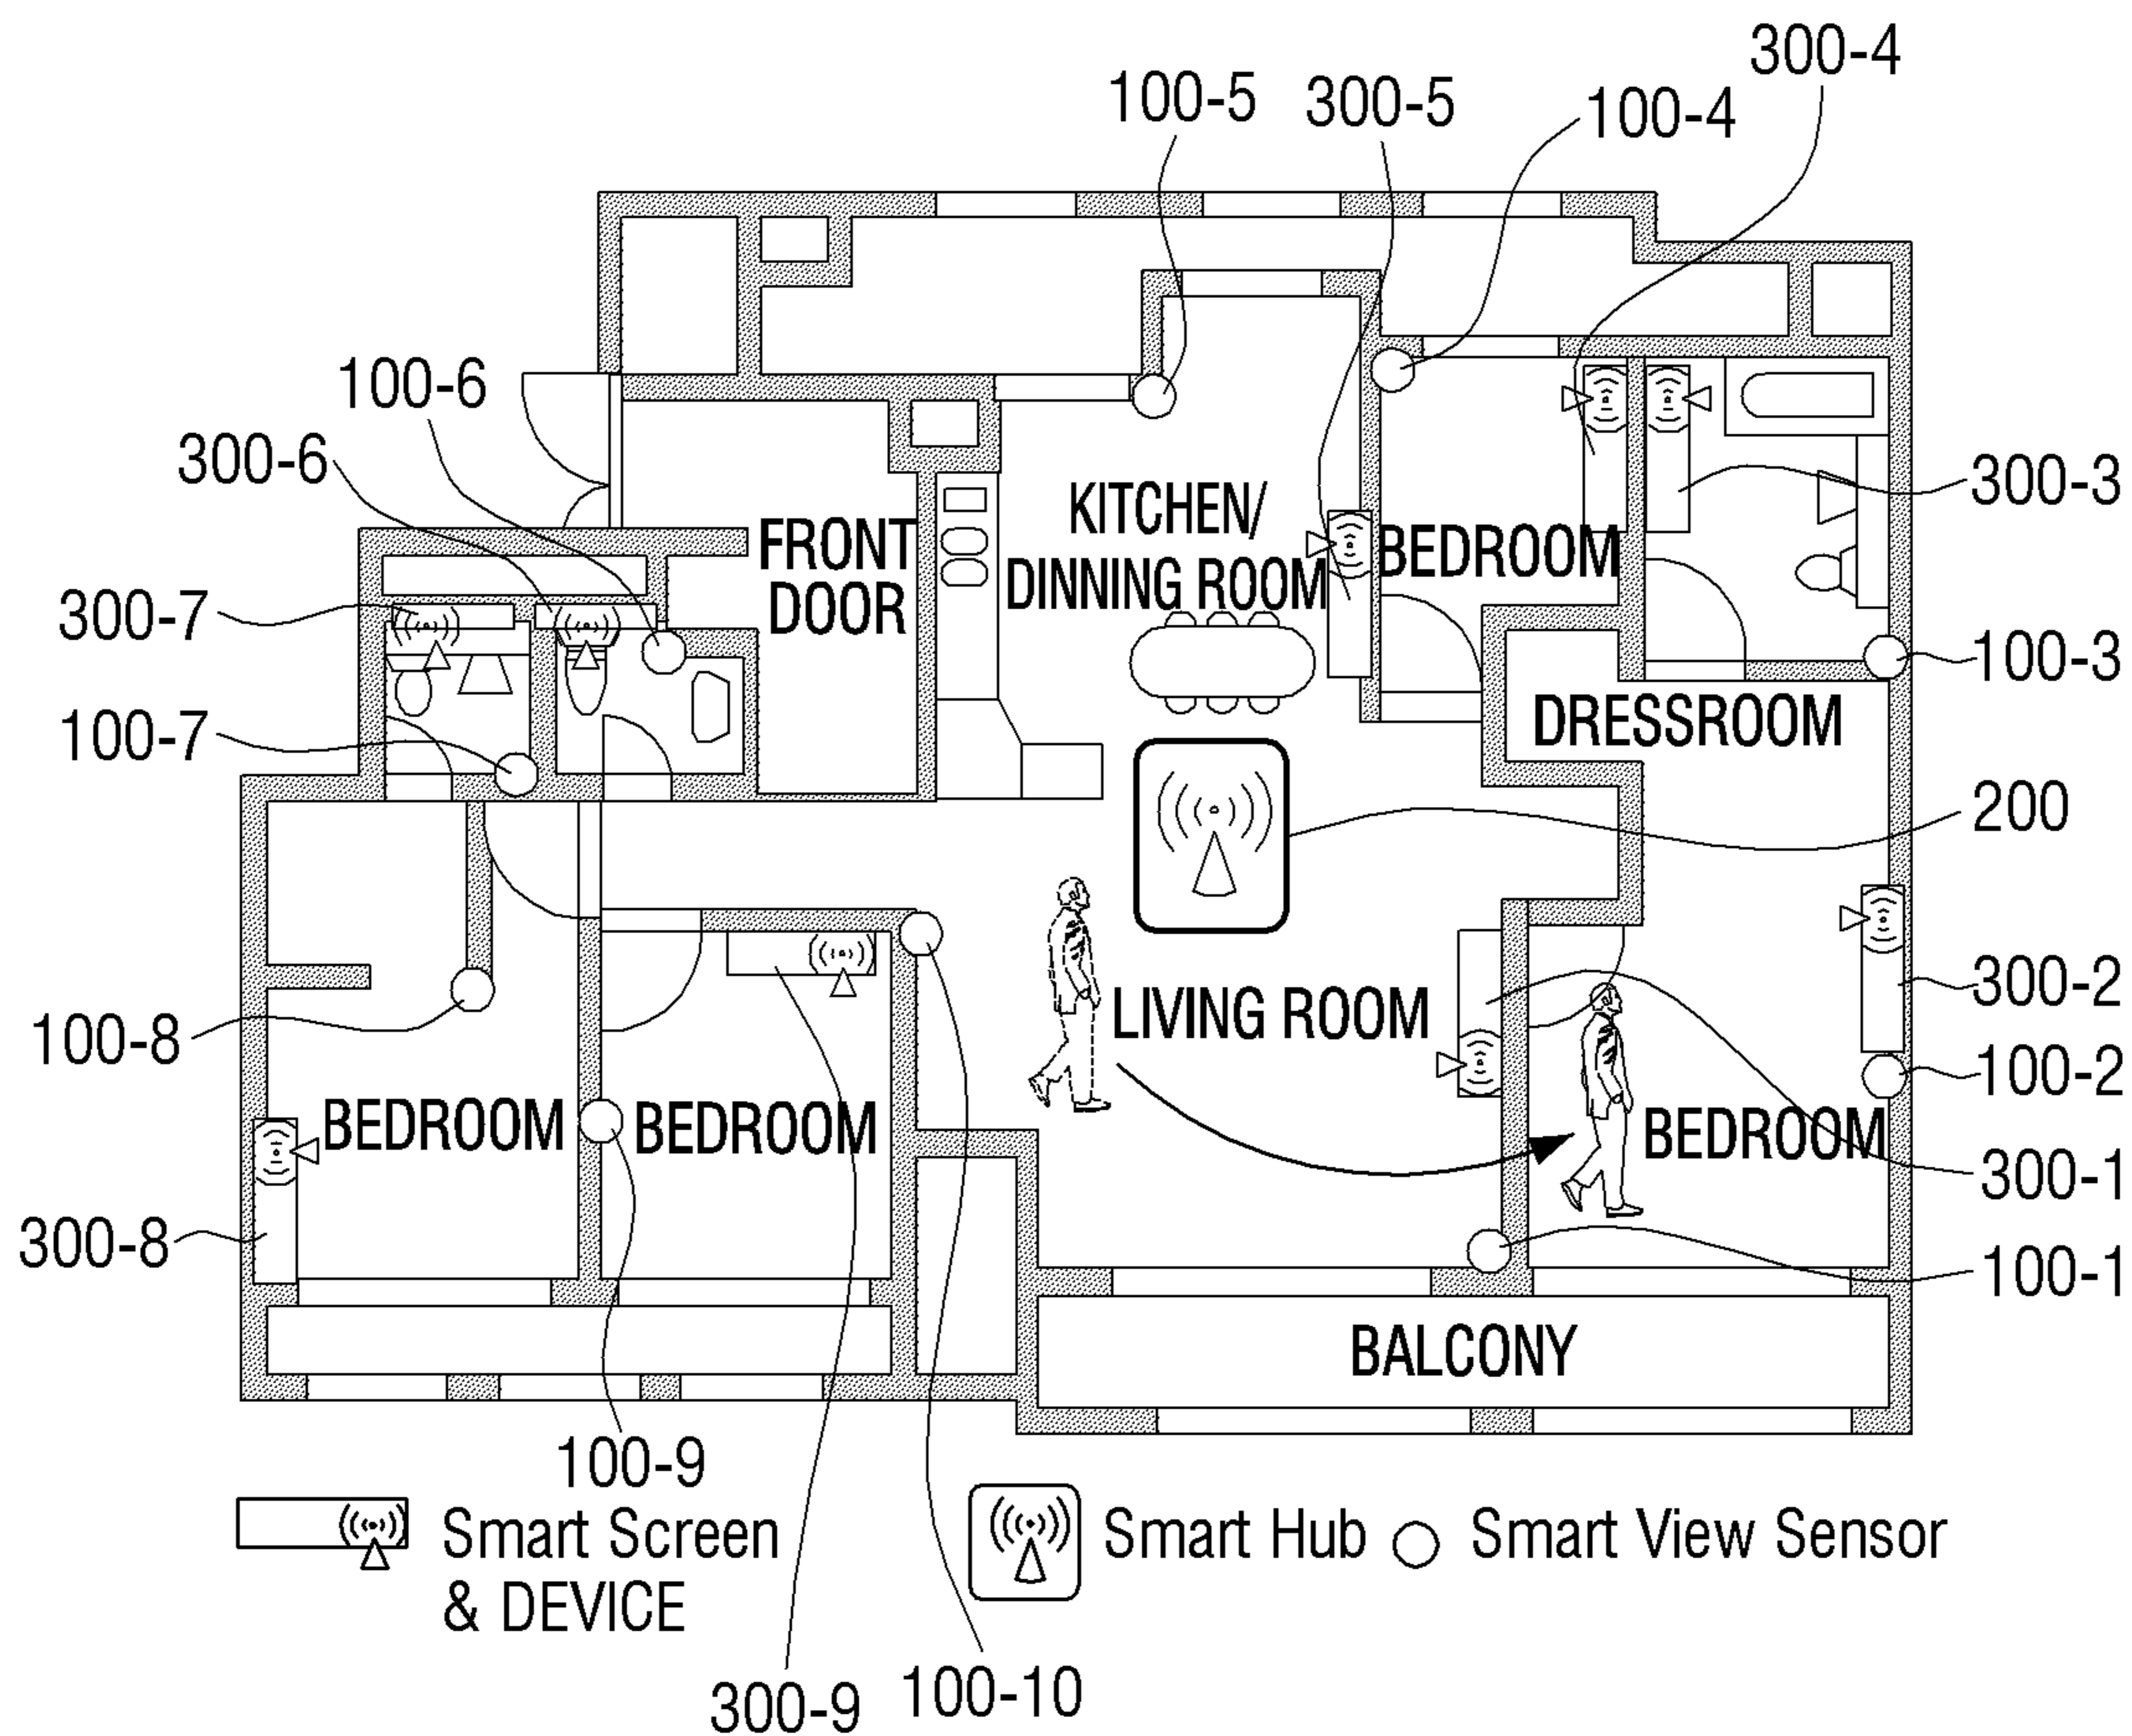 300-4
100-5
300-5
100-4
100-6
300-6
KITCHEN/
DINNING ROOM
FRONT
DOOR
BEDROOM
300-3
300-7
100-7
100-3
DRESSROOM
200
LIVING ROOM
300-2
100-8
100-2
BEDROOM
BEDROOM
BEDROOM
300-1
300-8
100-1
BALCONY
100-9
Smart Screen
& DEVICE
Smart Hub
Smart View Sensor
300-9
100-10